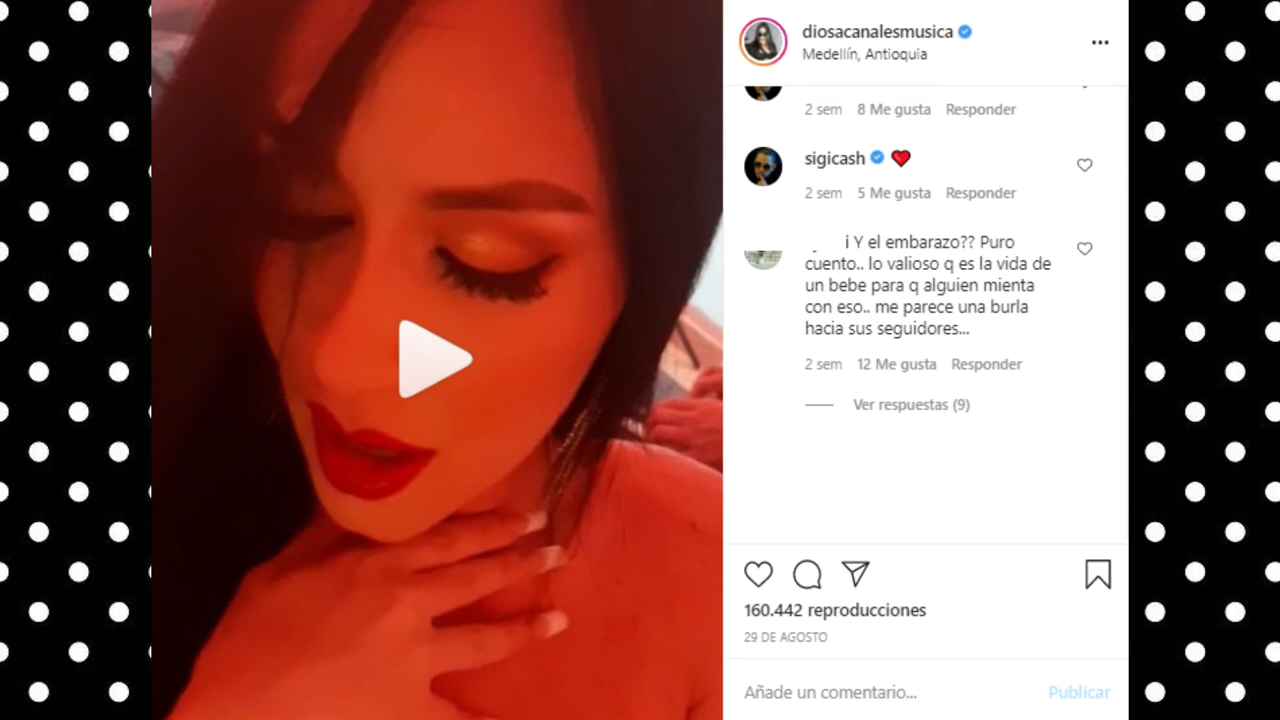 diosacanalesmusica
Medellín, Antioquia
2 sem 8 Me gusta Responder
sigicash
2 sem 5 Me gusta Responder
i Y el embarazo?? Puro
cuento.. lo valioso q es la vida de
un bebe para q alguien mienta
con eso.. me parece una burla
hacia sus seguidores...
2 sem 12 Me gusta Responder
Ver respuestas (9)
160.442 reproducciones
29 DE AGOSTO
Añade un comentario... Publicar